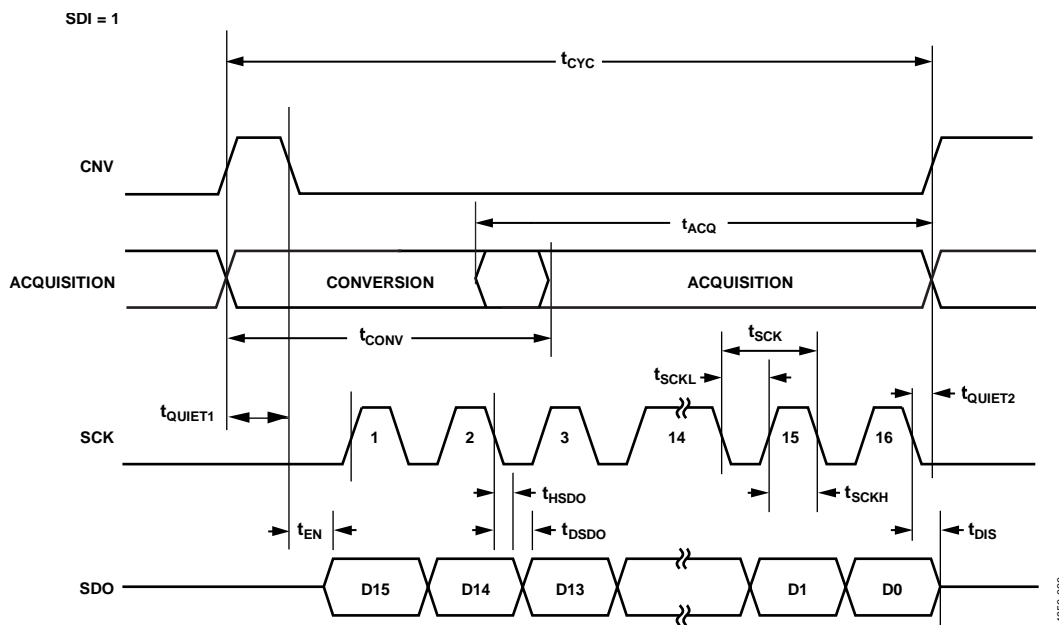 SDI = 1
tCYC
CNV
tACQ
ACQUISITION
CONVERSION
ACQUISITION
tCONV
tSCK
tSCKL
tQUIET1
tQUIET2
SCK
1
2
3
14
15
16
tHSDO
tSCKH
tEN
tDSDO
tDIS
SDO
D15
D14
D13
D1
D0